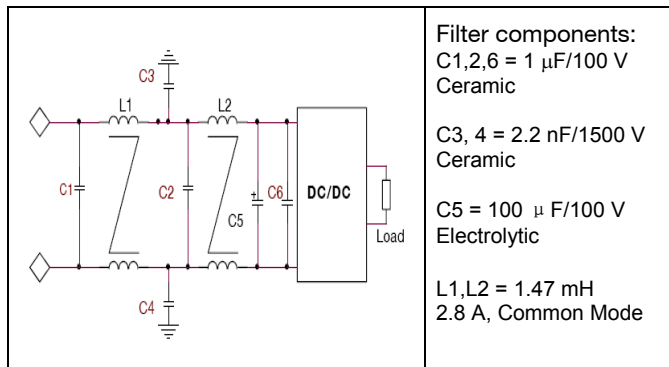 C3
L1
L2
C1
C2
C5
+
C6
DC/DC
Load
C4
Filter components:
C1,2,6 = 1 μF/100 V
Ceramic
C3, 4 = 2.2 nF/1500 V
Ceramic
C5 = 100 μ F/100 V
Electrolytic
L1,L2 = 1.47 mH
2.8 A, Common Mode